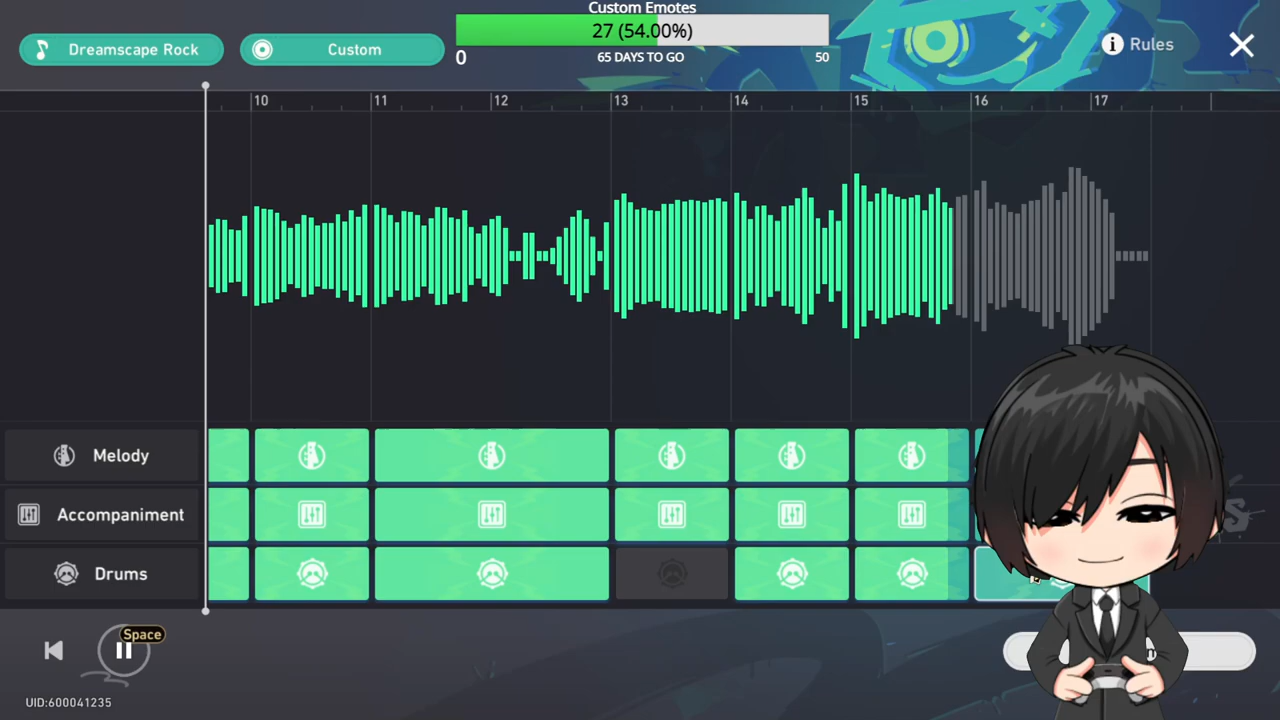 Custom Emotes
Dreamscape Rock
Custom
27 (54.00%)
Rules
0
65 DAYS TO GO
50
10
11
12
13
14
15
16
17
Melody
Accompaniment
Drums
Space
UID:600041235